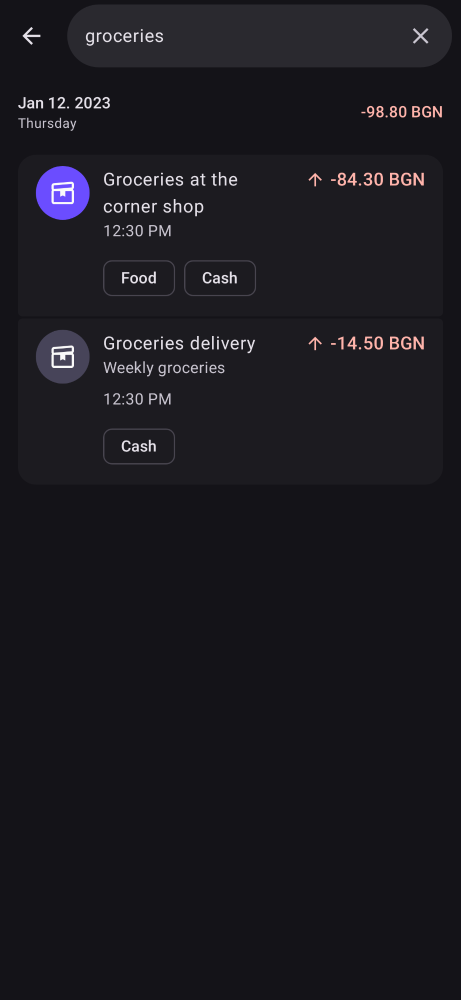 groceries
Jan 12. 2023
Thursday
-98.80 BGN
Groceries at the
corner shop
-84.30 BGN
12:30 PM
Food
Cash
Groceries delivery
-14.50 BGN
Weekly groceries
12:30 PM
Cash